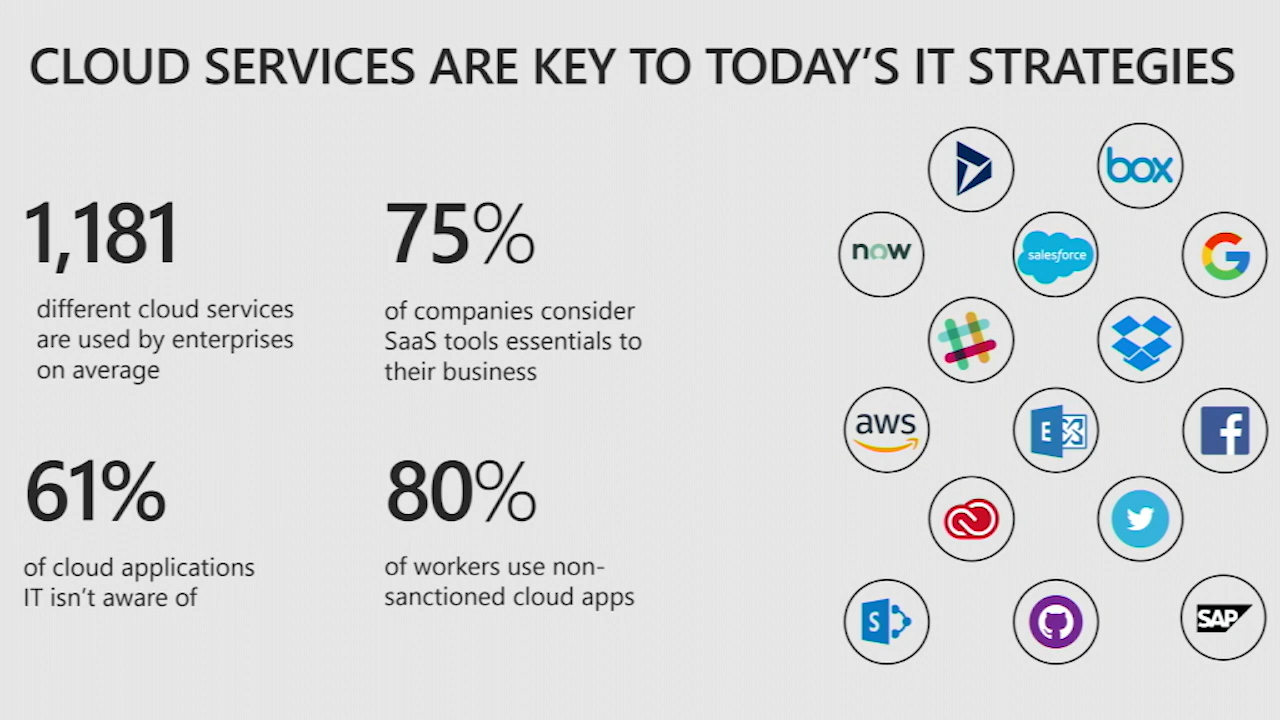 CLOUD SERVICES ARE KEY TO TODAY'S IT STRATEGIES
1,181
different cloud services
are used by enterprises
on average
75%
of companies consider
SaaS tools essentials to
their business
61%
of cloud applications
IT isn't aware of
80%
of workers use non-
sanctioned cloud apps
box
now
salesforce
G
aws
E
f
S
SAP